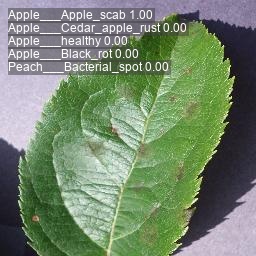 Apple___Apple_scab 1.00
Apple___Cedar_apple_rust 0.00
Apple___healthy 0.00
Apple___Black_rot 0.00
Peach___Bacterial_spot 0.00